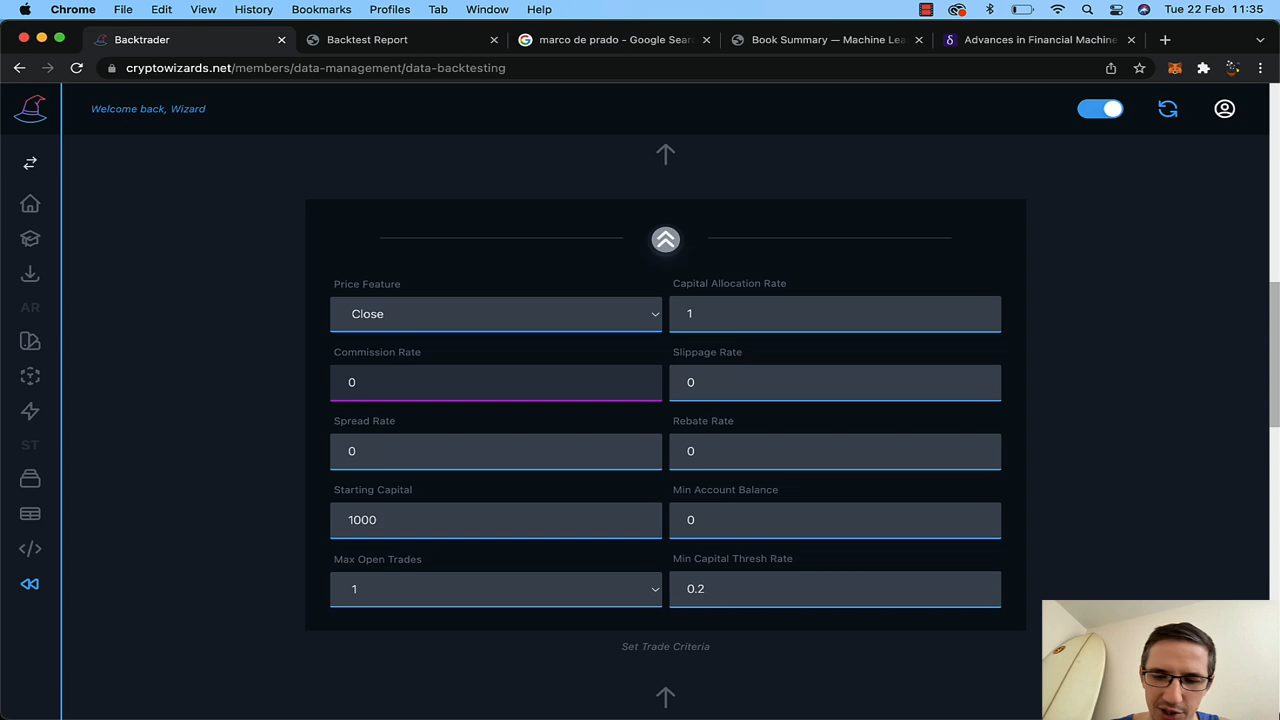 Chrome File Edit View History Bookmarks Profiles Tab Window Help Tue 22 Feb 11:35
Backtrader Backtest Report marco de prado - Google Sear Book Summary — Machine Lea Advances in Financial Machine
cryptowizards.net/members/data-management/data-backtesting
Welcome back, Wizard
AR
ST
Price Feature Capital Allocation Rate
Close 1
Commission Rate Slippage Rate
0 0
Spread Rate Rebate Rate
0 0
Starting Capital Min Account Balance
1000 0
Max Open Trades Min Capital Thresh Rate
1 0.2
Set Trade Criteria